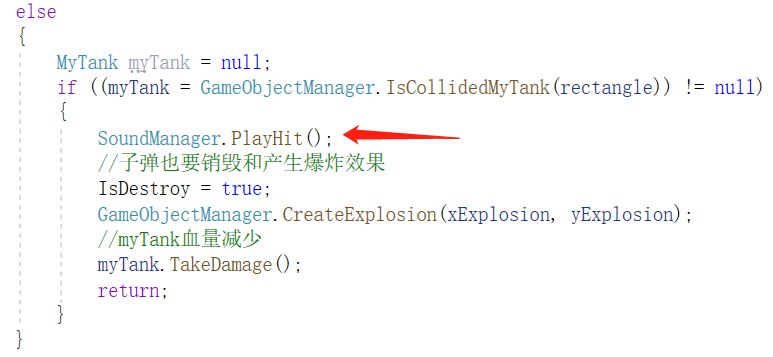 else
{
MyTank myTank = null;
if ((myTank = GameObjectManager.IsCollidedMyTank(rectangle)) != null)
{
SoundManager.PlayHit();
//子弹也要销毁和产生爆炸效果
IsDestroy = true;
GameObjectManager.CreateExplosion(xExplosion, yExplosion);
//myTank血量减少
myTank.TakeDamage();
return;
}
}